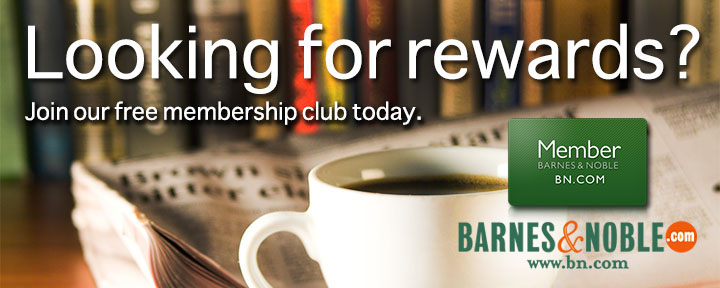 Looking for rewards?
Join our free membership club today.
Member
BARNES & NOBLE
BN.COM
BARNES&NOBLE.com
www.bn.com